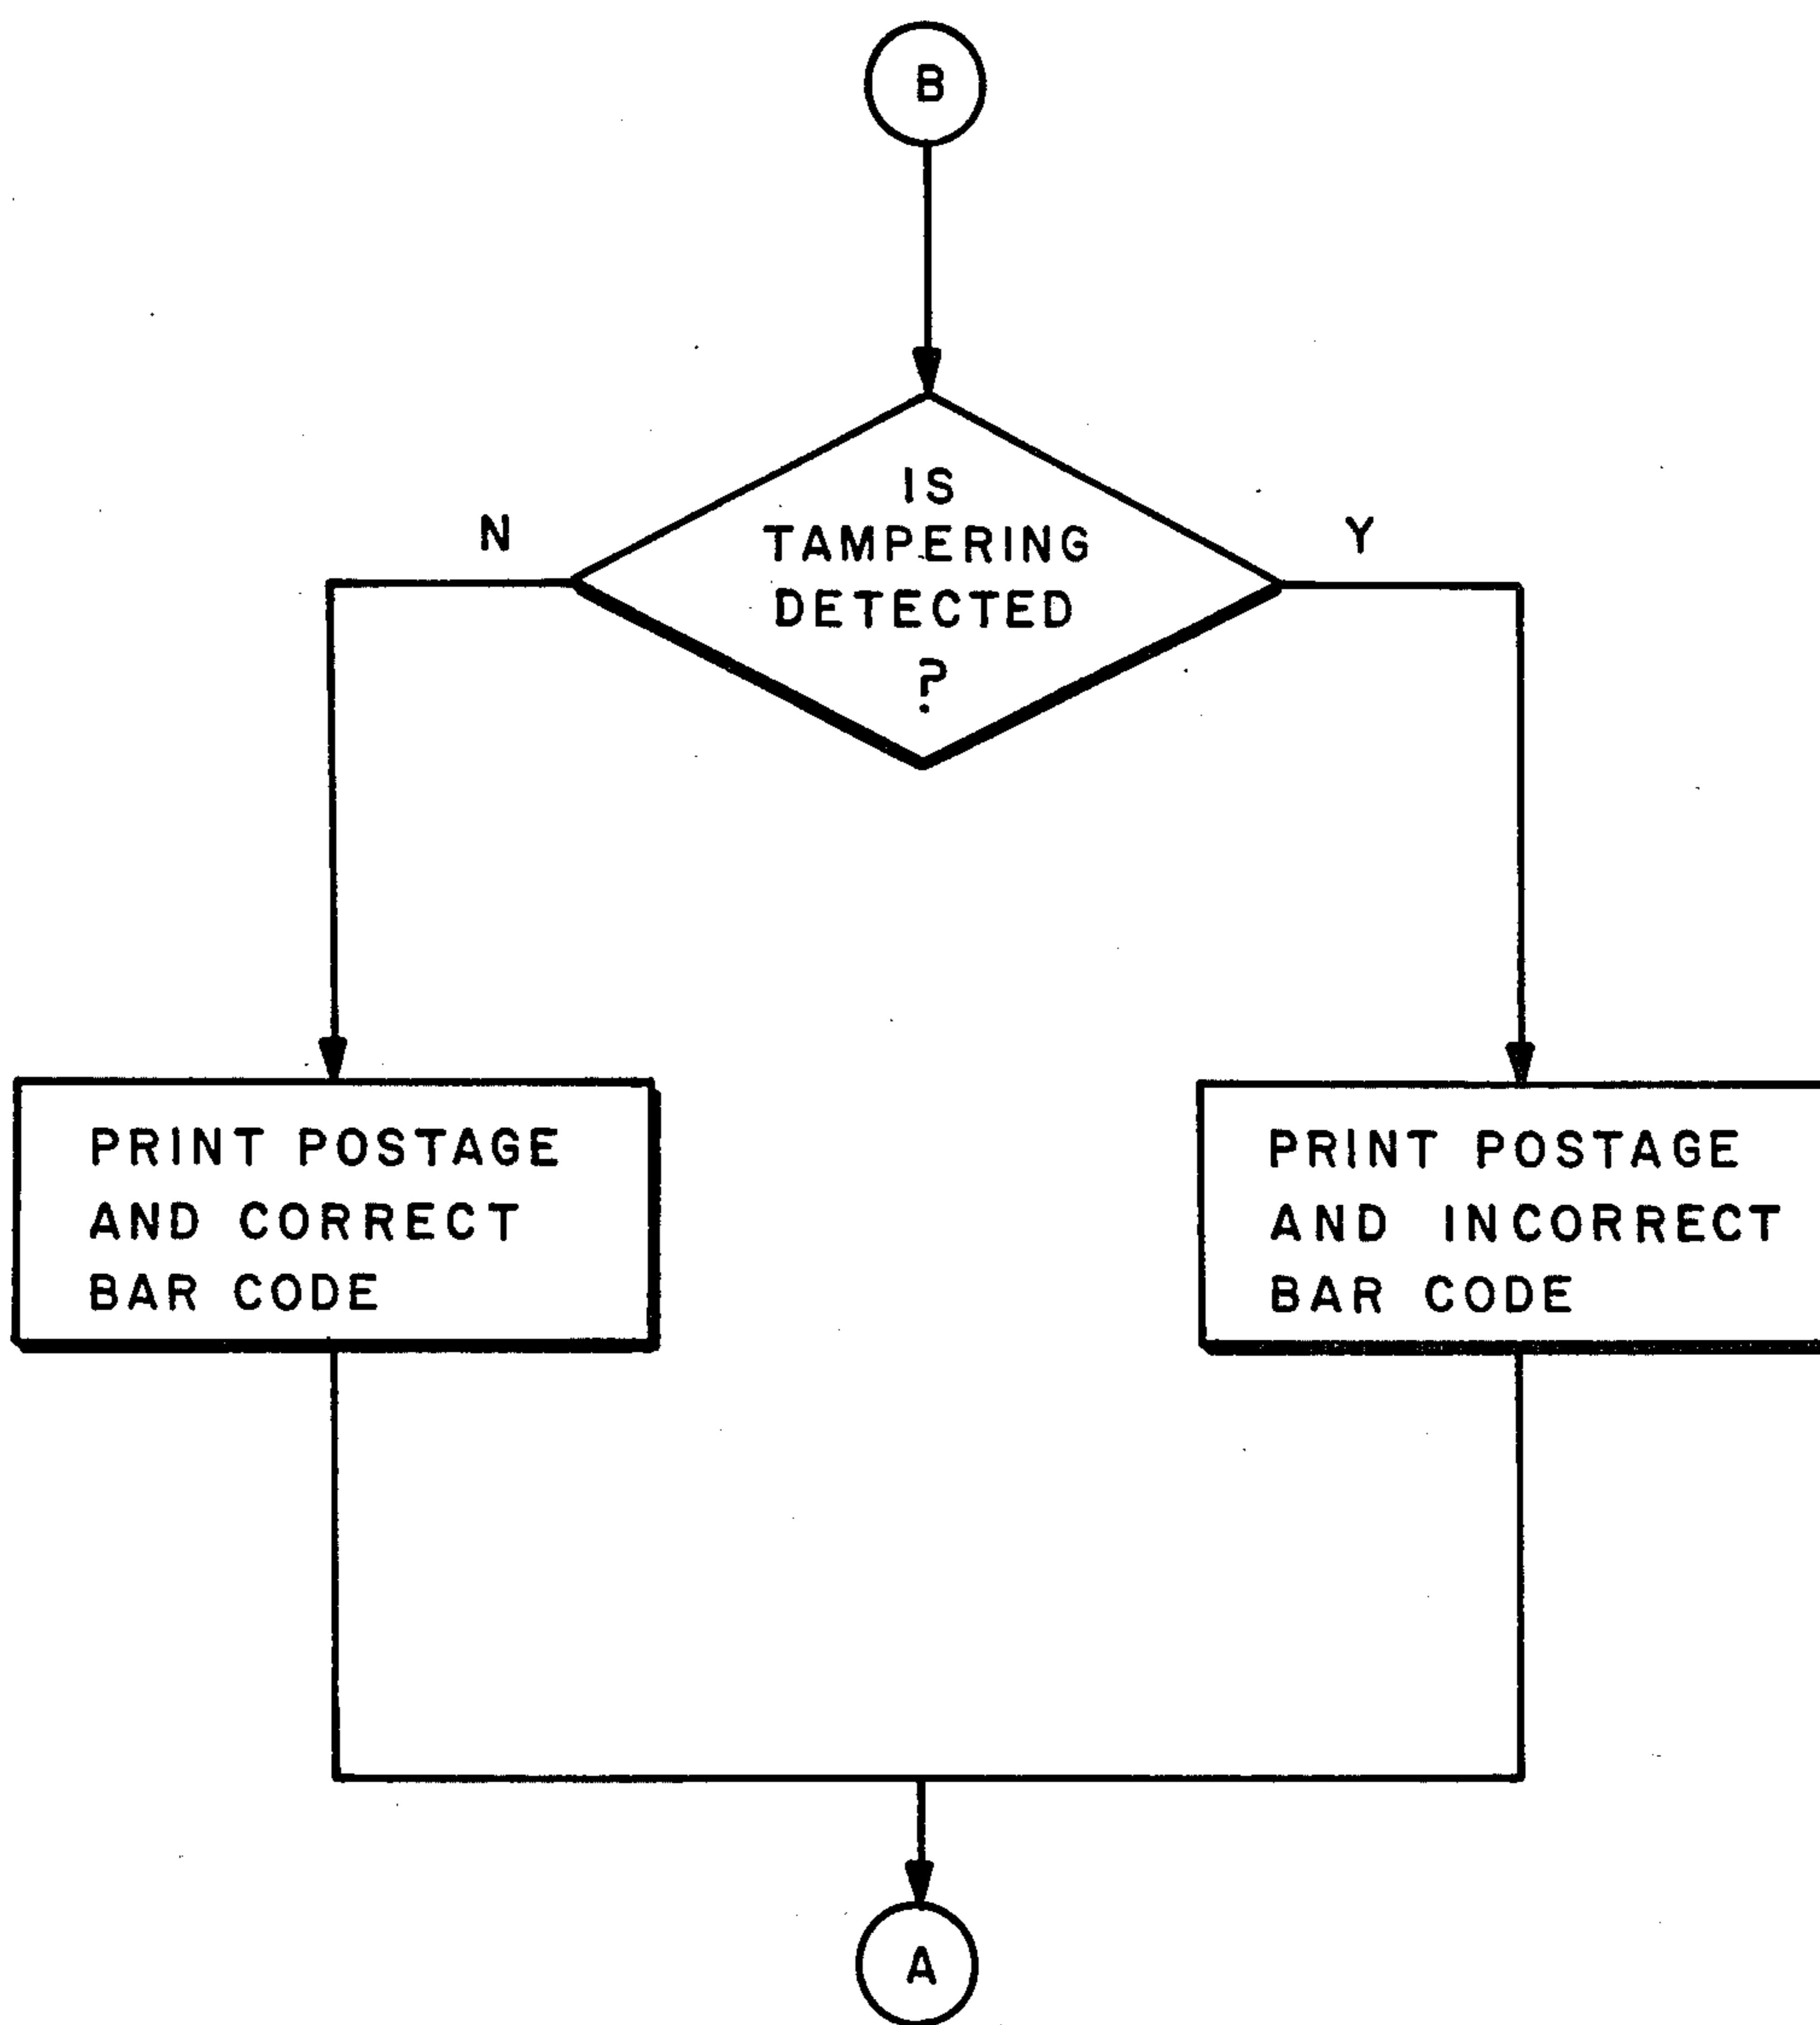 B
IS
TAMPERING
DETECTED
?
N
Y
PRINT POSTAGE
AND CORRECT
BAR CODE
PRINT POSTAGE
AND INCORRECT
BAR CODE
A